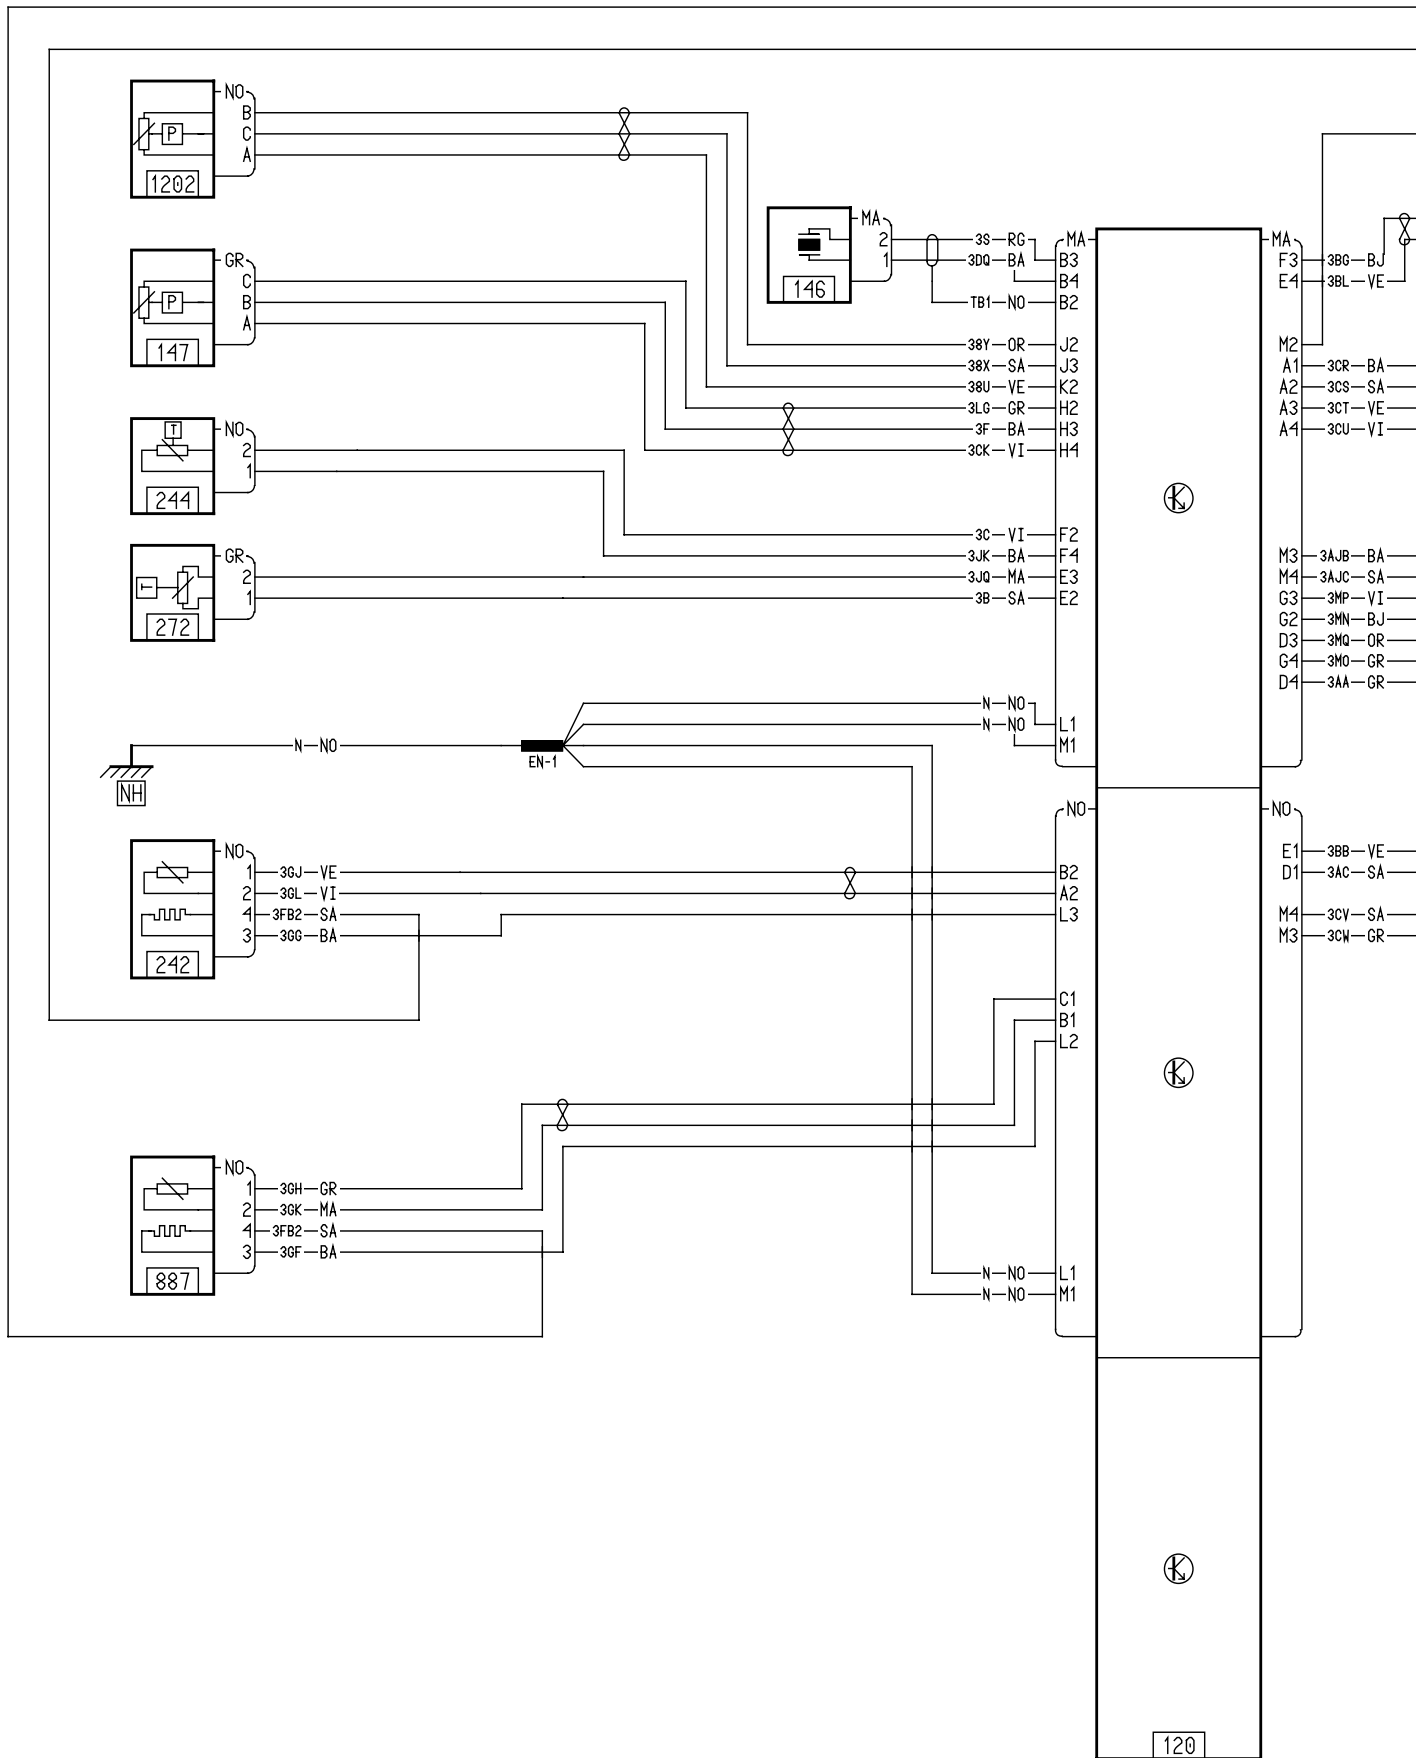 NO
B
P
C
A
1202
GR
C
P
B
A
147
T
NO
2
1
244
GR
T
2
1
272
MA
2
1
146
3S RG MA
3DQ BA B3
B4
TB1 NO B2
38Y OR J2
38X SA J3
38U VE K2
3LG GR H2
3F BA H3
3CK VI H4
3C VI F2
3JK BA F4
3JQ MA E3
3B SA E2
N NO
N NO L1
M1
N NO
EN-1
NH
MA
F3 3BG BJ
E4 3BL VE
M2
A1 3CR BA
A2 3CS SA
A3 3CT VE
A4 3CU VI
M3 3AJB BA
M4 3AJC SA
G3 3MP VI
G2 3MN BJ
D3 3MQ OR
G4 3MO GR
D4 3AA GR
NO
1 3GJ VE
2 3GL VI
4 3FB2 SA
3 3GG BA
242
NO
B2
A2
L3
C1
B1
L2
NO
E1 3BB VE
D1 3AC SA
M4 3CV SA
M3 3CW GR
NO
1 3GH GR
2 3GK MA
4 3FB2 SA
3 3GF BA
887
N NO L1
N NO M1
120